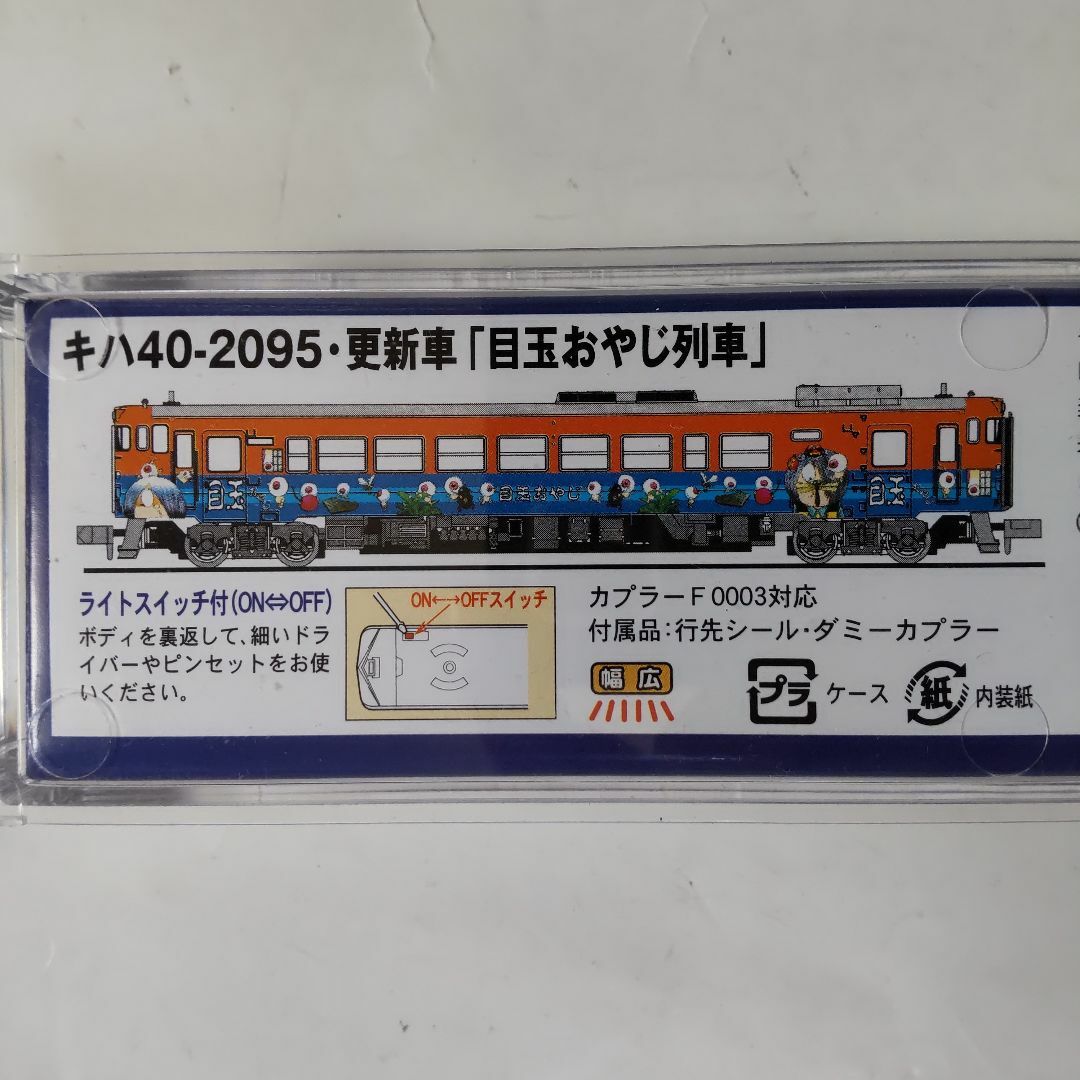 キハ40-2095・更新車「目玉おやじ列車」
目玉
目玉おやじ
目玉
ライトスイッチ付(ON⇔OFF)
ボディを裏返して、細いドラ
イバーやピンセットをお使
いください。
ON←→OFFスイッチ
カプラーF0003対応
付属品:行先シール・ダミーカプラー
幅広
プラ ケース
紙 内装紙